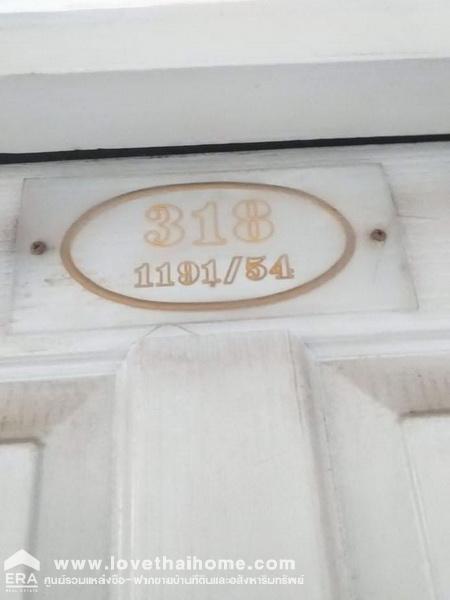 318
1191/54
ERA
REAL ESTATE
www.lovethaihome.com
ศูนย์รวมแหล่งซื้อ-ฝากขายบ้านที่ดินและอสังหาริมทรัพย์